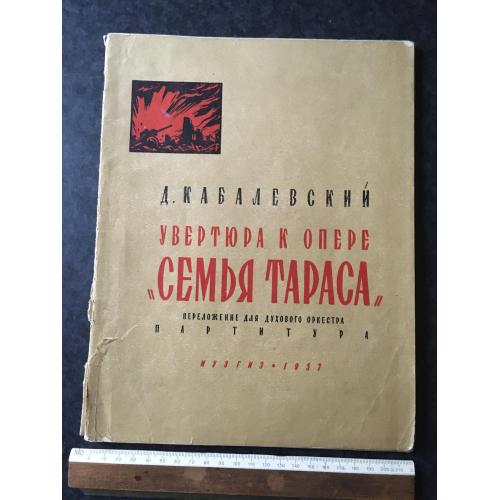 Д. КАБАЛЕВСКИЙ
УВЕРТЮРА К ОПЕРЕ
„СЕМЬЯ ТАРАСА„
ПЕРЕЛОЖЕНИЕ ДЛЯ ДУХОВОГО ОРКЕСТРА
ПАРТИТУРА
МУЗГИЗ • 1957